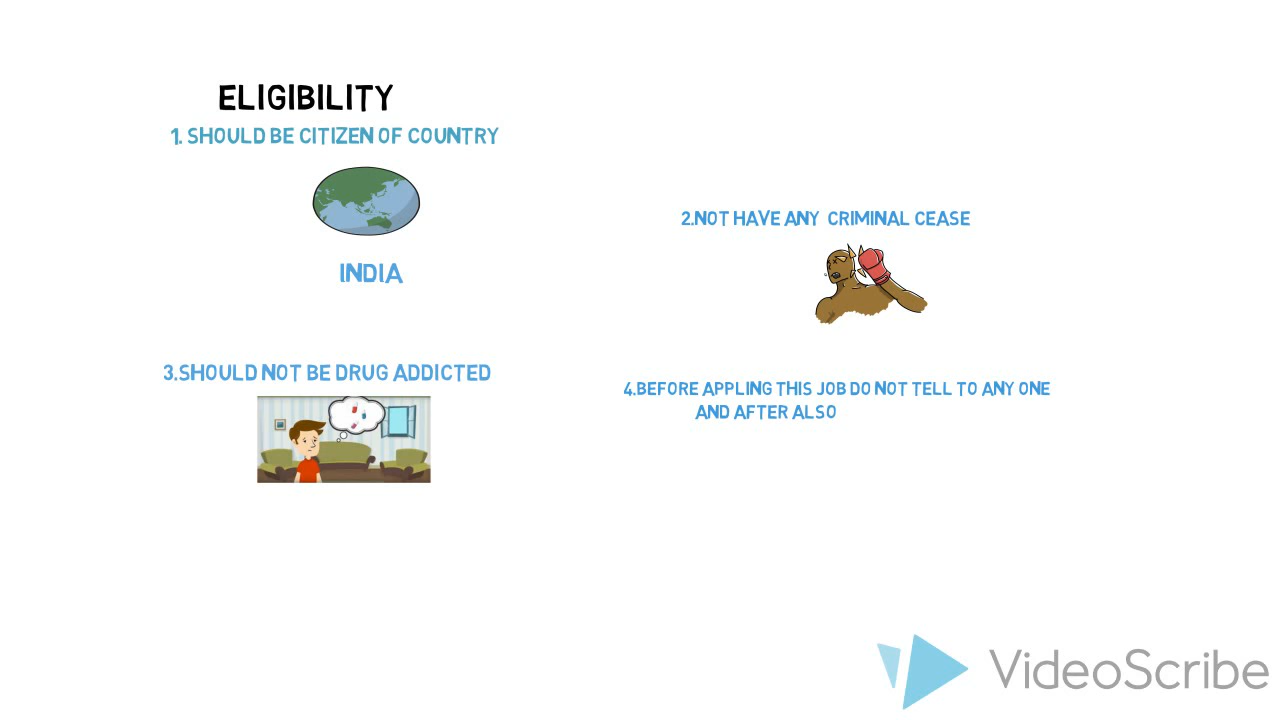 ELIGIBILITY
1. SHOULD BE CITIZEN OF COUNTRY
INDIA
2.NOT HAVE ANY CRIMINAL CEASE
3.SHOULD NOT BE DRUG ADDICTED
4.BEFORE APPLING THIS JOB DO NOT TELL TO ANY ONE
AND AFTER ALSO
VideoScribe